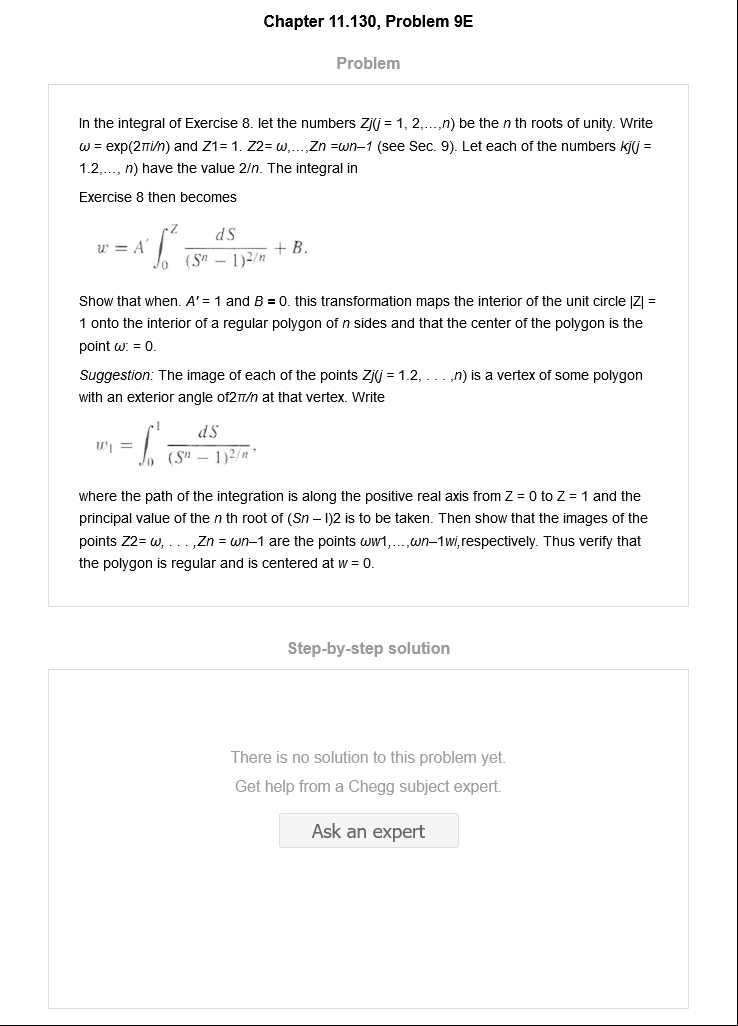 Chapter 11.130, Problem 9E
Problem
In the integral of Exercise 8. let the numbers Zj(j = 1, 2,...,n) be the n th roots of unity. Write
ω = exp(2πi/n) and Z1= 1. Z2= ω,...,Zn =ωn–1 (see Sec. 9). Let each of the numbers kj(j =
1.2,..., n) have the value 2/n. The integral in
Exercise 8 then becomes
w = A′ ∫_0^Z dS / (Sⁿ − 1)^{2/n} + B.
Show that when. A′ = 1 and B = 0. this transformation maps the interior of the unit circle |Z| =
1 onto the interior of a regular polygon of n sides and that the center of the polygon is the
point ω: = 0.
Suggestion: The image of each of the points Zj(j = 1.2, . . . ,n) is a vertex of some polygon
with an exterior angle of2π/n at that vertex. Write
w₁ = ∫_0^1 dS / (Sⁿ − 1)^{2/n},
where the path of the integration is along the positive real axis from Z = 0 to Z = 1 and the
principal value of the n th root of (Sn – l)2 is to be taken. Then show that the images of the
points Z2= ω, . . . ,Zn = ωn–1 are the points ωw1,...,ωn–1wi,respectively. Thus verify that
the polygon is regular and is centered at w = 0.
Step-by-step solution
There is no solution to this problem yet.
Get help from a Chegg subject expert.
Ask an expert